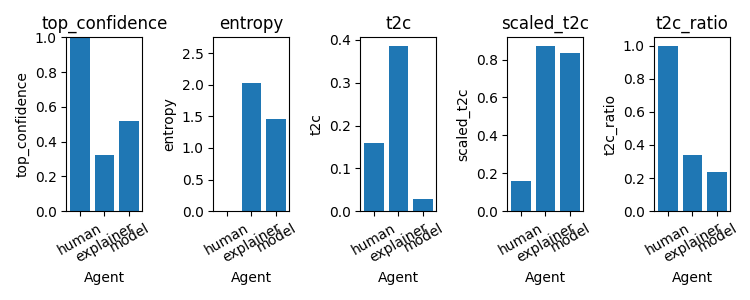 top_confidence
entropy
t2c
scaled_t2c
t2c_ratio
top_confidence
1.0
0.8
0.6
0.4
0.2
0.0
human
explainer
model
Agent
entropy
2.5
2.0
1.5
1.0
0.5
0.0
human
explainer
model
Agent
t2c
0.4
0.3
0.2
0.1
0.0
human
explainer
model
Agent
scaled_t2c
0.8
0.6
0.4
0.2
0.0
human
explainer
model
Agent
t2c_ratio
1.0
0.8
0.6
0.4
0.2
0.0
human
explainer
model
Agent